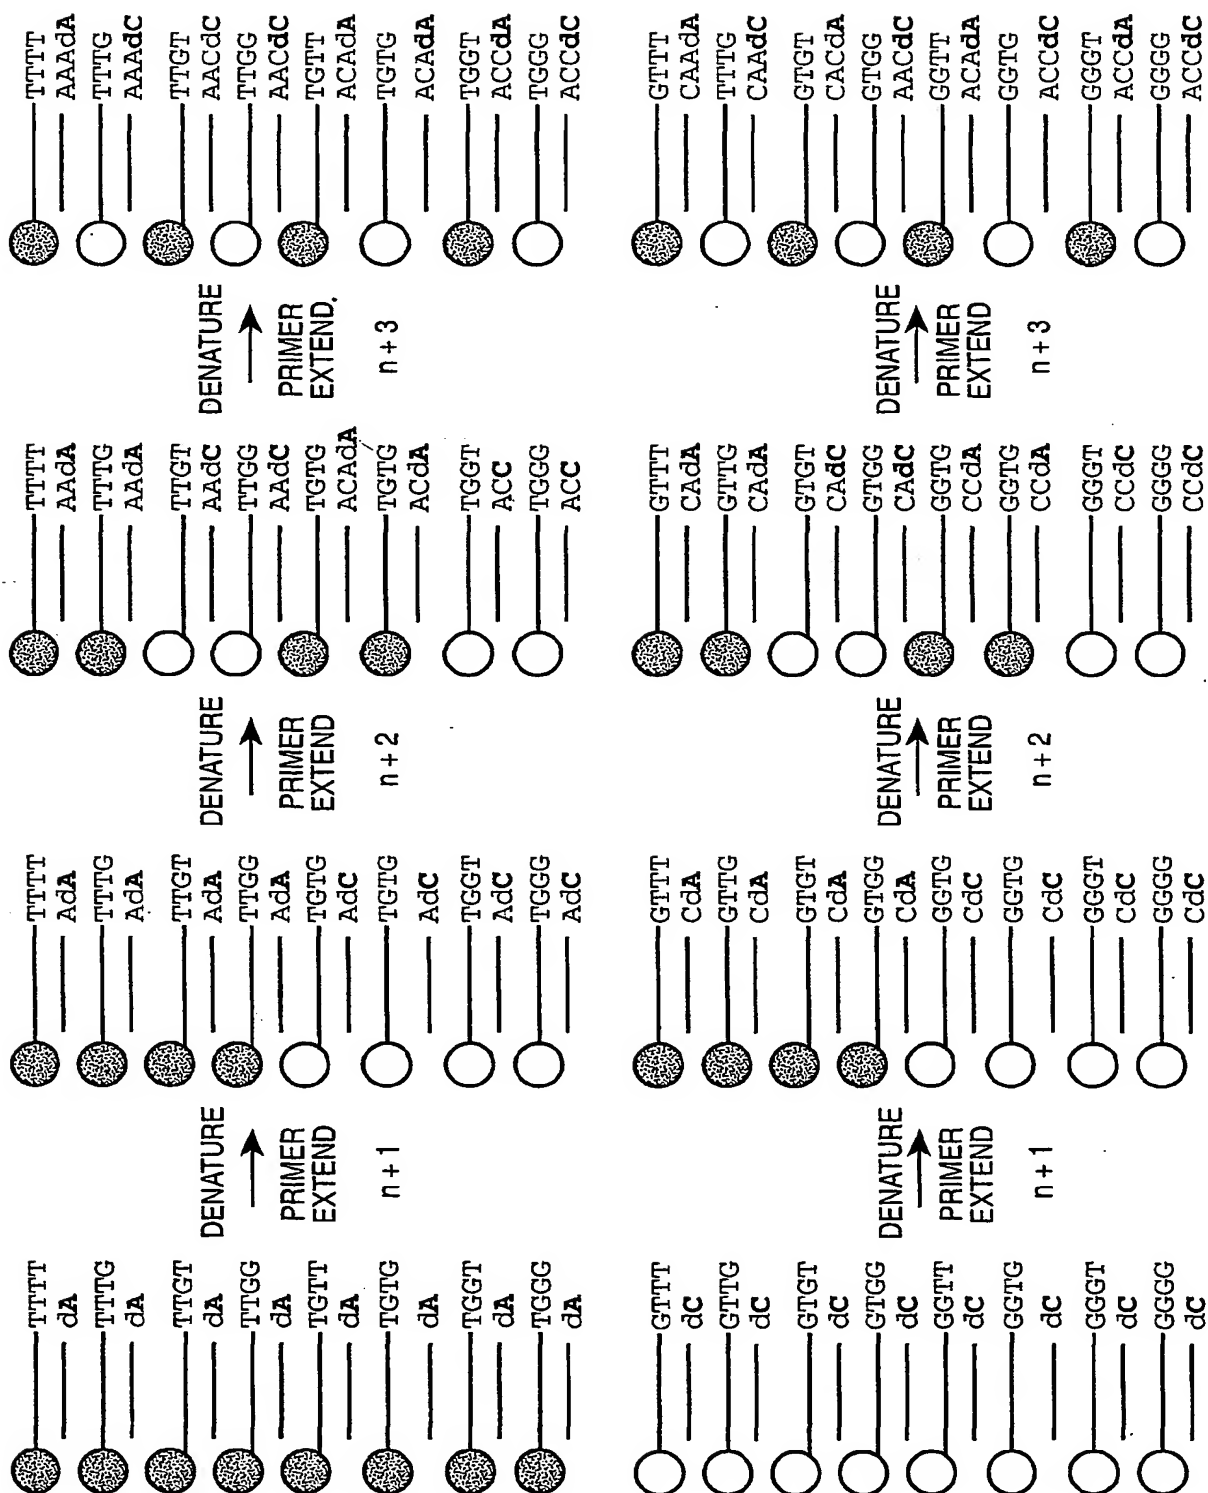 TTTT
dA
TTTG
dA
TTGT
dA
TTGG
dA
TGTT
dA
TGTG
dA
TGGT
dA
TGGG
dA
DENATURE
PRIMER
EXTEND
n + 1
TTTT
AdA
TTTG
AdA
TTGT
AdA
TTGG
AdA
TGTG
AdC
TGTG
AdC
TGGT
AdC
TGGG
AdC
DENATURE
PRIMER
EXTEND
n + 2
TTTT
AAdA
TTTG
AAdA
TTGT
AAdC
TTGG
AAdC
TGTG
ACAdA
TGTG
ACdA
TGGT
ACC
TGGG
ACC
DENATURE
PRIMER
EXTEND.
n + 3
TTTT
AAAdA
TTTG
AAAdC
TTGT
AACdC
TTGG
AACdC
TGTT
ACAdA
TGTG
ACAdA
TGGT
ACCdA
TGGG
ACCdC
GTTT
dC
GTTG
dC
GTGT
dC
GTGG
dC
GGTT
dC
GGTG
dC
GGGT
dC
GGGG
dC
DENATURE
PRIMER
EXTEND
n + 1
GTTT
CdA
GTTG
CdA
GTGT
CdA
GTGG
CdA
GGTG
CdC
GGTG
CdC
GGGT
CdC
GGGG
CdC
DENATURE
PRIMER
EXTEND
n + 2
GTTT
CAdA
GTTG
CAdA
GTGT
CAdC
GTGG
CAdC
GGTG
CCdA
GGTG
CCdA
GGGT
CCdC
GGGG
CCdC
DENATURE
PRIMER
EXTEND
n + 3
GTTT
CAAdA
TTTG
CAAdC
GTGT
CACdA
GTGG
AACdC
GGTT
ACAdA
GGTG
ACCdC
GGGT
ACCdA
GGGG
ACCdC